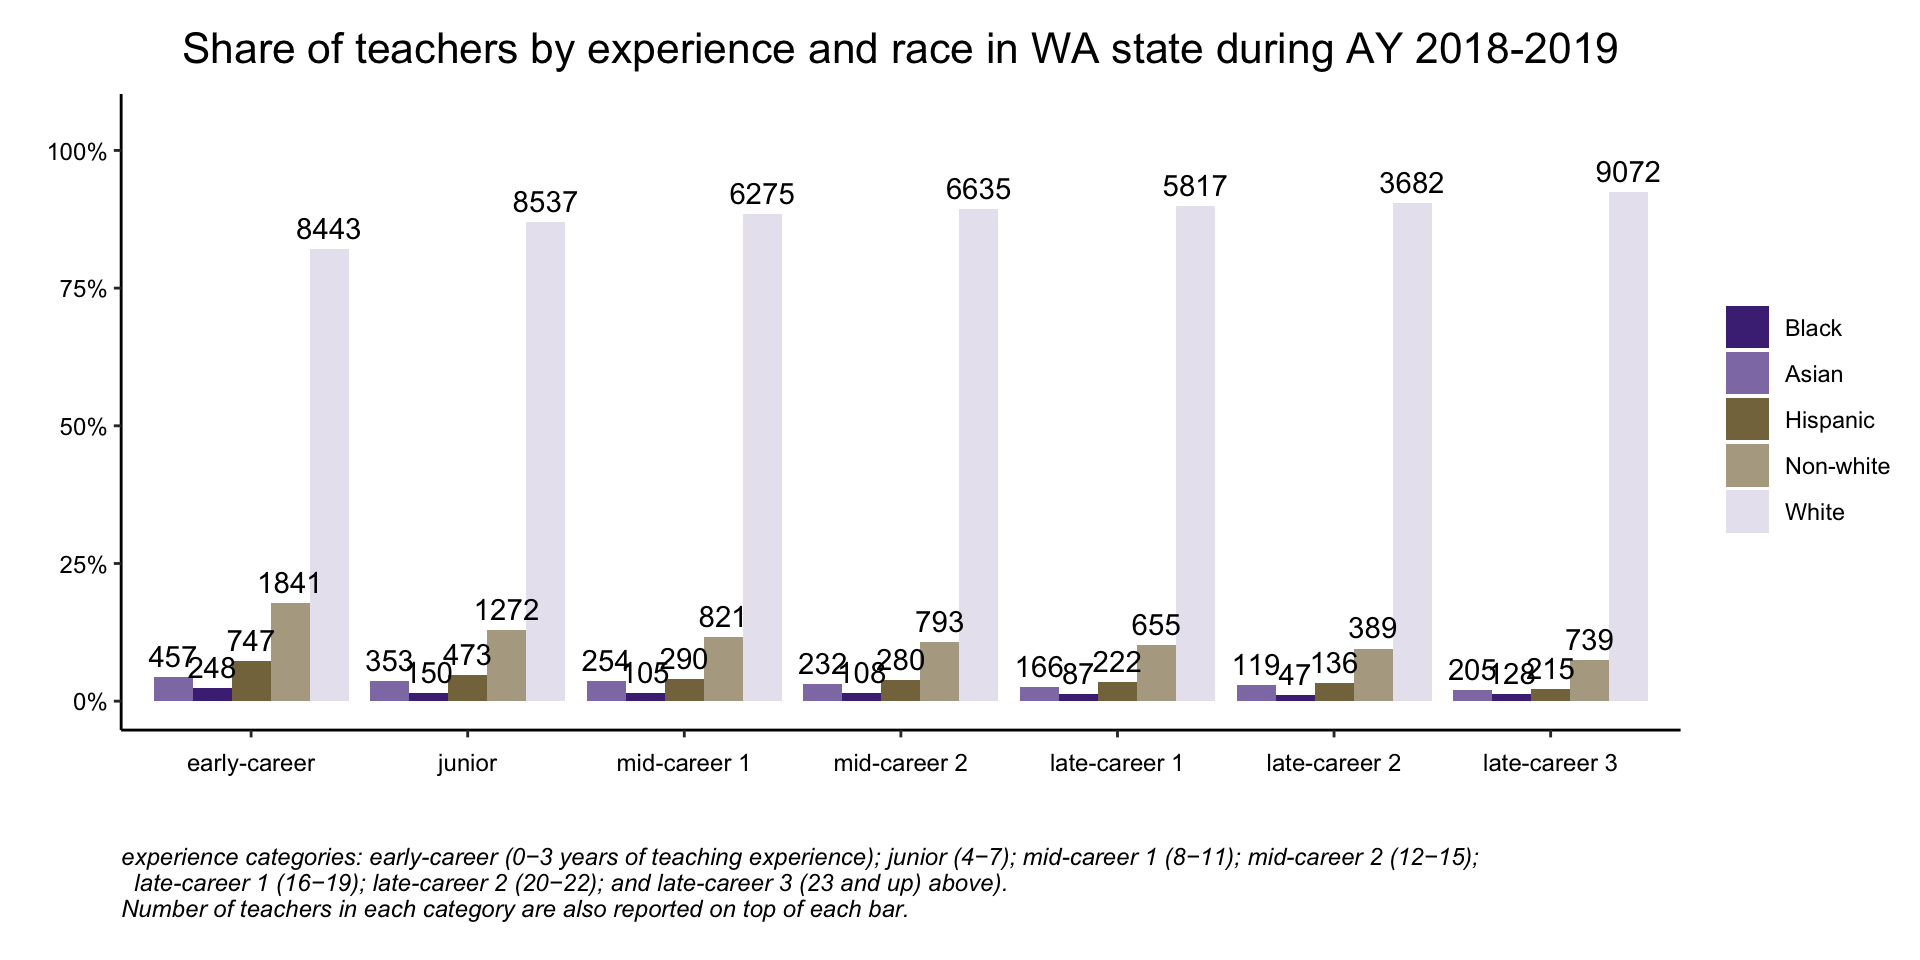 Share of teachers by experience and race in WA state during AY 2018-2019
100%
75%
50%
25%
0%
457
248
747
1841
8443
353
150
473
1272
8537
254
105
290
821
6275
232
108
280
793
6635
166
87
222
655
5817
119
47
136
389
3682
205
128
215
739
9072
early-career
junior
mid-career 1
mid-career 2
late-career 1
late-career 2
late-career 3
Black
Asian
Hispanic
Non-white
White
experience categories: early-career (0−3 years of teaching experience); junior (4−7); mid-career 1 (8−11); mid-career 2 (12−15);
late-career 1 (16−19); late-career 2 (20−22); and late-career 3 (23 and up) above).
Number of teachers in each category are also reported on top of each bar.